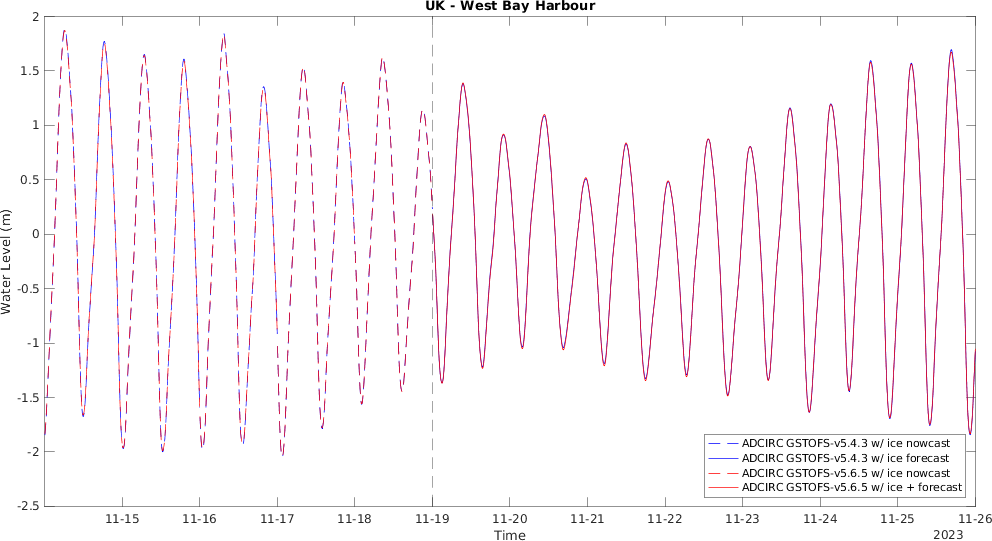 UK - West Bay Harbour
2
1.5
1
0.5
0
-0.5
-1
-1.5
-2
-2.5
Water Level (m)
ADCIRC GSTOFS-v5.4.3 w/ ice nowcast
ADCIRC GSTOFS-v5.4.3 w/ ice forecast
ADCIRC GSTOFS-v5.6.5 w/ ice nowcast
ADCIRC GSTOFS-v5.6.5 w/ ice + forecast
11-15 11-16 11-17 11-18 11-19 11-20 11-21 11-22 11-23 11-24 11-25 11-26
Time
2023